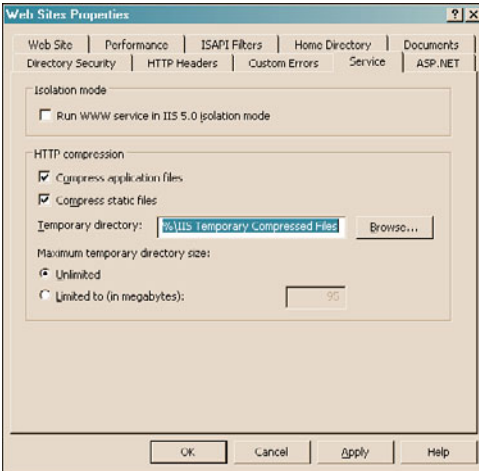 Web Sites Properties
Web Site Performance ISAPI Filters Home Directory Documents
Directory Security HTTP Headers Custom Errors Service ASP.NET
Isolation mode
Run WWW service in IIS 5.0 isolation mode
HTTP compression
Compress application files
Compress static files
Temporary directory: %\IIS Temporary Compressed Files Browse...
Maximum temporary directory size:
Unlimited
Limited to (in megabytes): 95
OK Cancel Apply Help